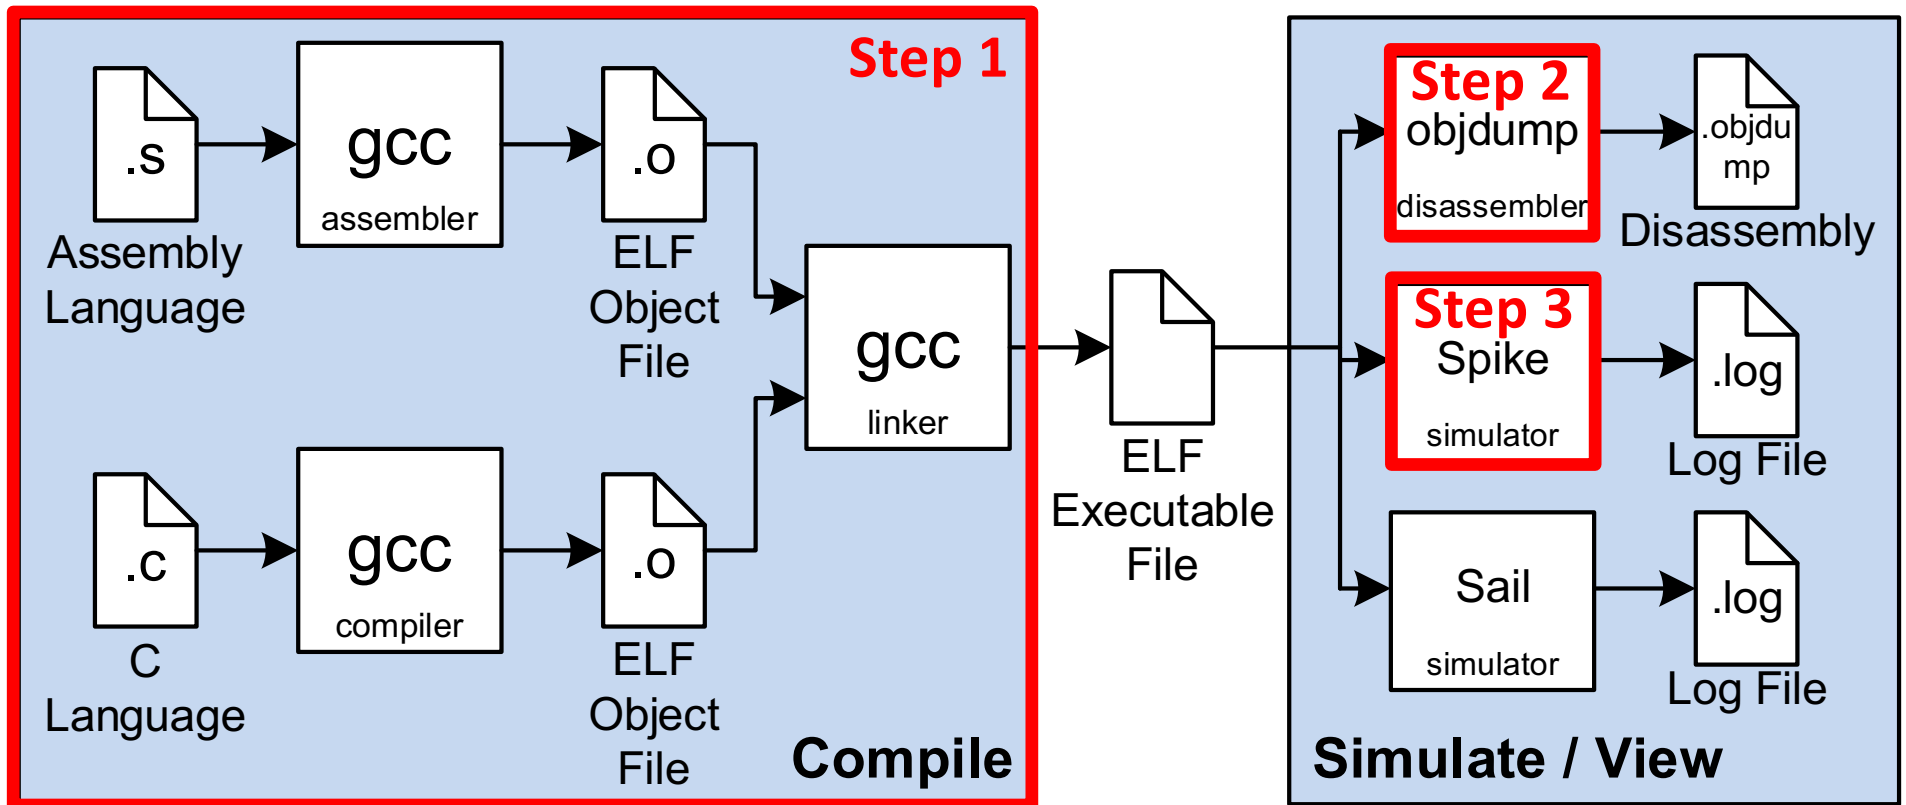 Step 1
.s
gcc
assembler
.o
Assembly
Language
ELF
Object
File
gcc
linker
.c
gcc
compiler
.o
C
Language
ELF
Object
File
Compile
ELF
Executable
File
Step 2
objdump
disassembler
.objdu
mp
Disassembly
Step 3
Spike
simulator
.log
Log File
Sail
simulator
.log
Log File
Simulate / View